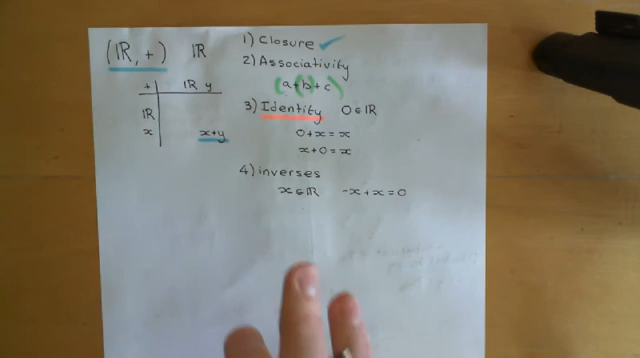 (ℝ, +) ℝ
+ ℝ y
ℝ
x x+y
1) Closure ✓
2) Associativity
(a+(b)+c)
3) Identity 0∈ℝ
0+x=x
x+0=x
4) inverses
x∈ℝ -x+x=0